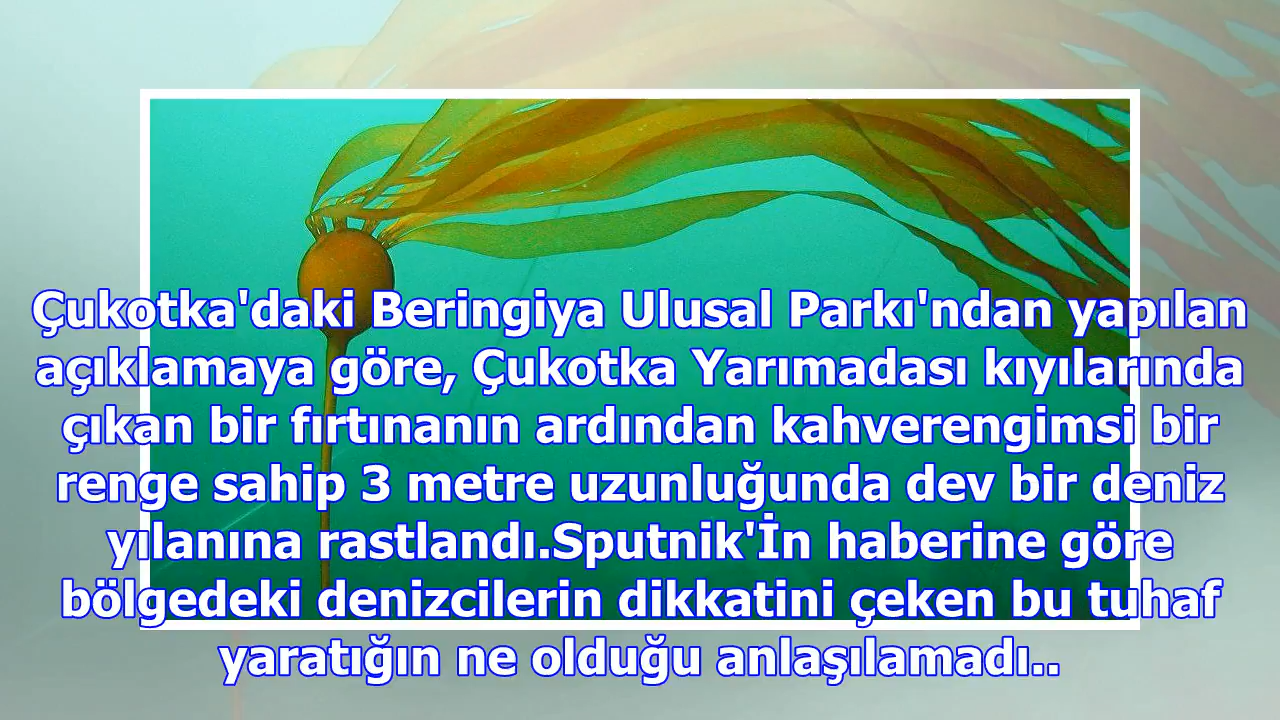 Çukotka'daki Beringiya Ulusal Parkı'ndan yapılan
açıklamaya göre, Çukotka Yarımadası kıyılarında
çıkan bir fırtınanın ardından kahverengimsi bir
renge sahip 3 metre uzunluğunda dev bir deniz
yılanına rastlandı.Sputnik'İn haberine göre
bölgedeki denizcilerin dikkatini çeken bu tuhaf
yaratığın ne olduğu anlaşılamadı..